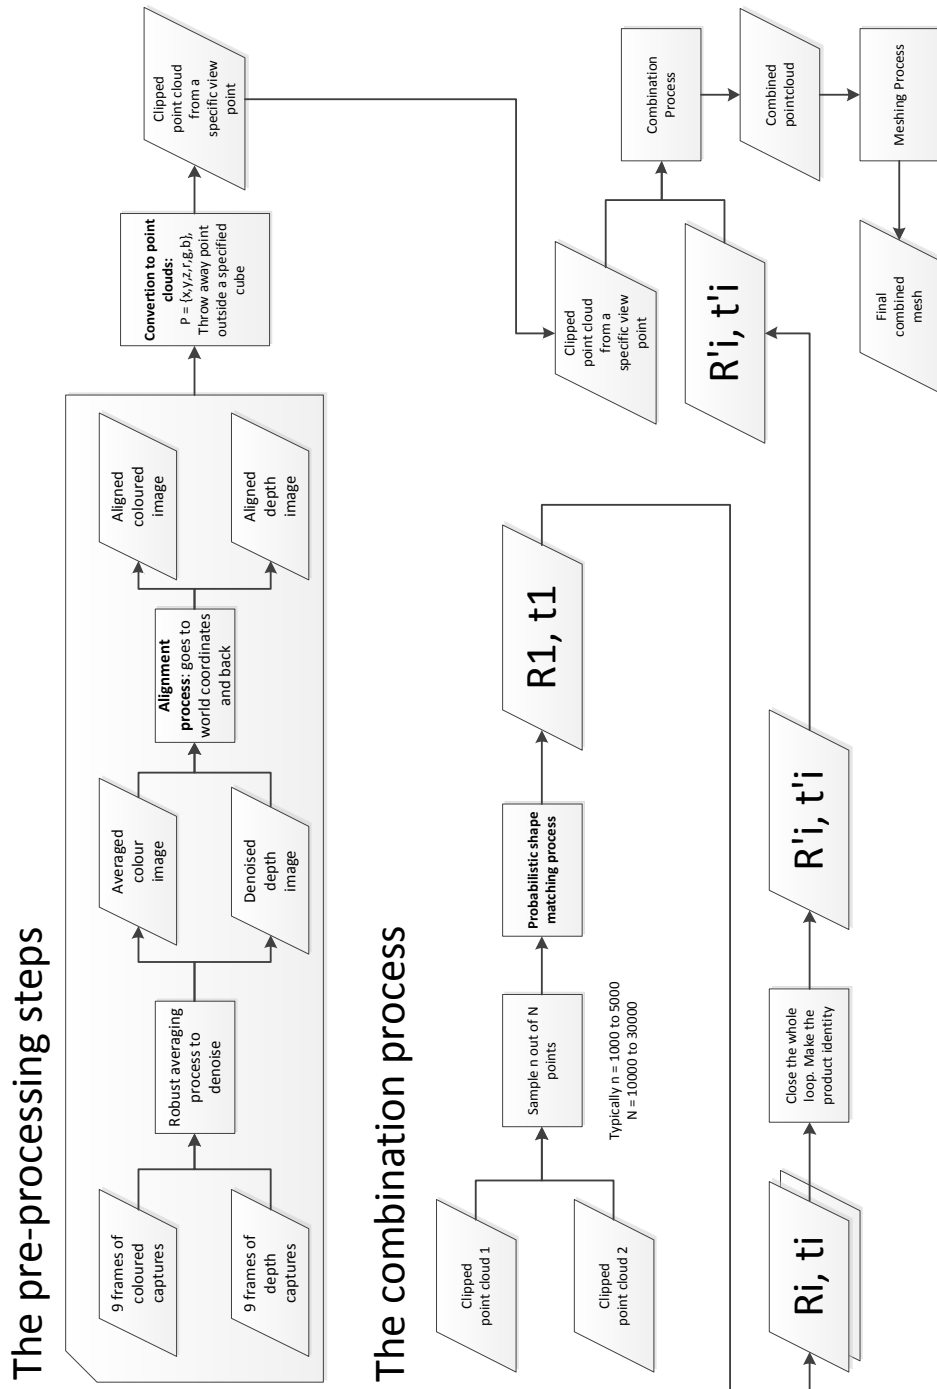 The pre-processing steps
9 frames of
coloured
captures
9 frames of
depth
captures
Robust averaging
process to
denoise
Averaged
colour
image
Denoised
depth
image
Alignment
process: goes to
world coordinates
and back
Aligned
coloured
image
Aligned
depth
image
Convertion to point
clouds:
P = {x,y,z,r,g,b},
Throw away point
outside a specified
cube
Clipped
point cloud
from a
specific view
point
The combination process
Clipped
point cloud 1
Clipped
point cloud 2
Sample n out of N
points
Typically n = 1000 to 5000
N = 10000 to 30000
Probabilistic shape
matching process
R1, t1
Ri, ti
Close the whole
loop. Make the
product identity
R'i, t'i
Clipped
point cloud
from a
specific view
point
R'i, t'i
Combination
Process
Combined
pointcloud
Meshing Process
Final
combined
mesh